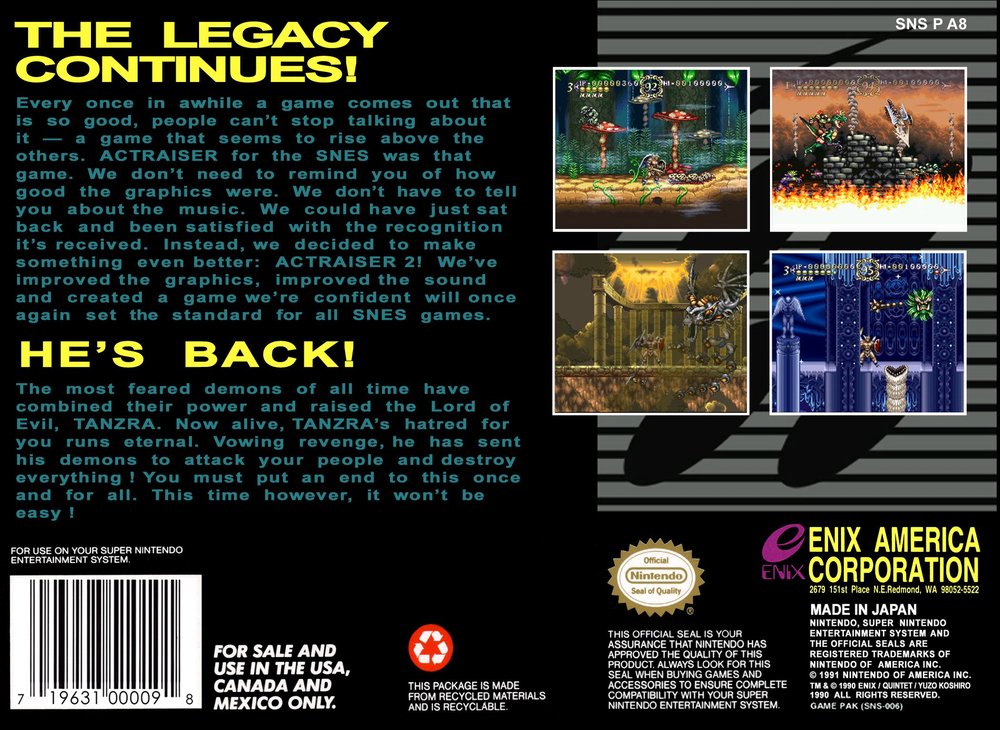 SNS P A8
THE LEGACY
CONTINUES!
Every once in awhile a game comes out that
is so good, people can't stop talking about
it — a game that seems to rise above the
others. ACTRAISER for the SNES was that
game. We don't need to remind you of how
good the graphics were. We don't have to tell
you about the music. We could have just sat
back and been satisfied with the recognition
it's received. Instead, we decided to make
something even better: ACTRAISER 2! We've
improved the graphics, improved the sound
and created a game we're confident will once
again set the standard for all SNES games.
HE'S BACK!
The most feared demons of all time have
combined their power and raised the Lord of
Evil, TANZRA. Now alive, TANZRA's hatred for
you runs eternal. Vowing revenge, he has sent
his demons to attack your people and destroy
everything ! You must put an end to this once
and for all. This time however, it won't be
easy !
FOR USE ON YOUR SUPER NINTENDO
ENTERTAINMENT SYSTEM.
7 19631 00009 8
FOR SALE AND
USE IN THE USA,
CANADA AND
MEXICO ONLY.
THIS PACKAGE IS MADE
FROM RECYCLED MATERIALS
AND IS RECYCLABLE.
Official
Nintendo
Seal of Quality
®
THIS OFFICIAL SEAL IS YOUR
ASSURANCE THAT NINTENDO HAS
APPROVED THE QUALITY OF THIS
PRODUCT. ALWAYS LOOK FOR THIS
SEAL WHEN BUYING GAMES AND
ACCESSORIES TO ENSURE COMPLETE
COMPATIBILITY WITH YOUR SUPER
NINTENDO ENTERTAINMENT SYSTEM.
ENIX
ENIX AMERICA
CORPORATION
2679 151st Place N.E.Redmond, WA 98052-5522
MADE IN JAPAN
NINTENDO, SUPER NINTENDO
ENTERTAINMENT SYSTEM AND
THE OFFICIAL SEALS ARE
REGISTERED TRADEMARKS OF
NINTENDO OF AMERICA INC.
© 1991 NINTENDO OF AMERICA INC.
TM & © 1990 ENIX / QUINTET / YUZO KOSHIRO
1990 ALL RIGHTS RESERVED.
GAME PAK (SNS-006)